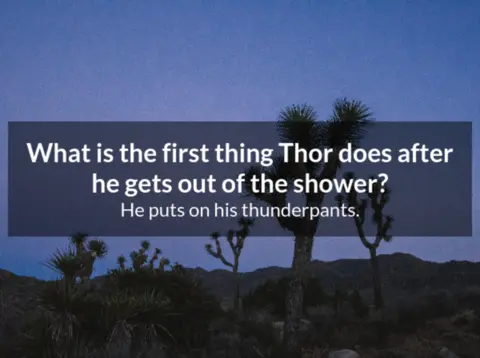 What is the first thing Thor does after
he gets out of the shower?
He puts on his thunderpants.